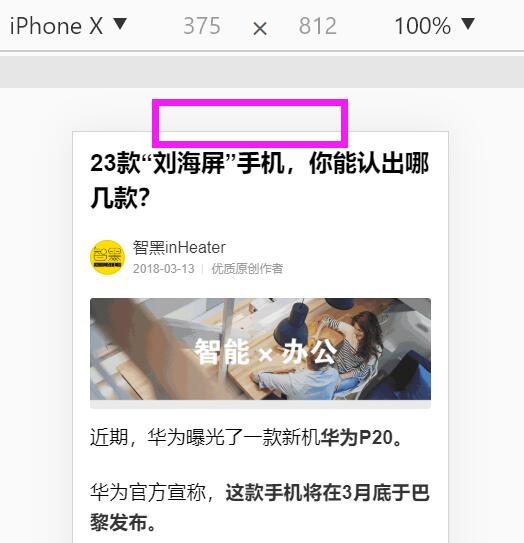 iPhone X ▼ 375 × 812 100% ▼
23款“刘海屏”手机，你能认出哪
几款？
智黑
智黑inHeater
2018-03-13 | 优质原创作者
智能 × 办公
近期，华为曝光了一款新机华为P20。
华为官方宣称，这款手机将在3月底于巴
黎发布。